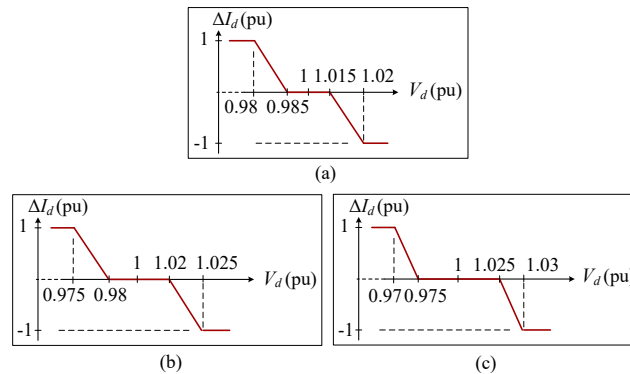 ΔI_d (pu)
1
1 1.015 1.02
V_d (pu)
0.98 0.985
-1
(a)
ΔI_d (pu)
1
1 1.02 1.025
V_d (pu)
0.975 0.98
-1
(b)
ΔI_d (pu)
1
1 1.025 1.03
V_d (pu)
0.97 0.975
-1
(c)